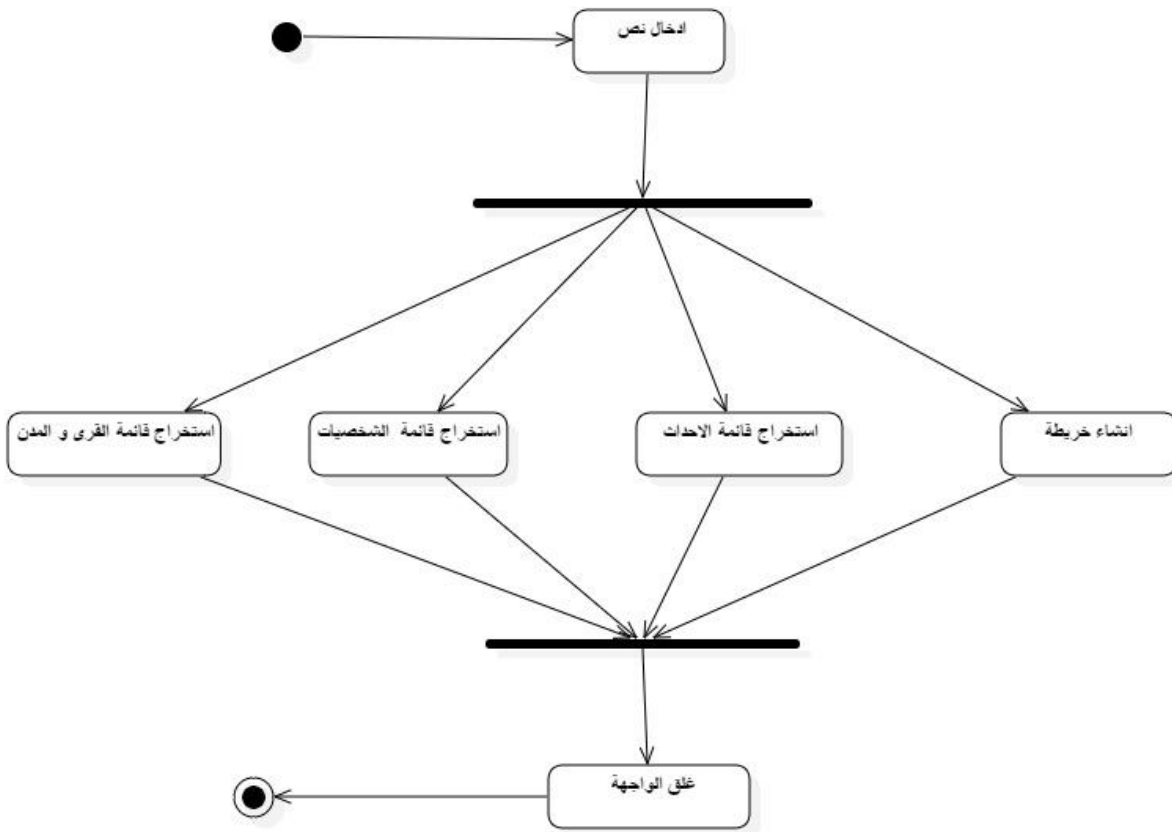 ادخال نص
انشاء خريطة
استخراج قائمة الاحداث
استخراج قائمة الشخصيات
استخراج قائمة القرى و المدن
غلق الواجهة